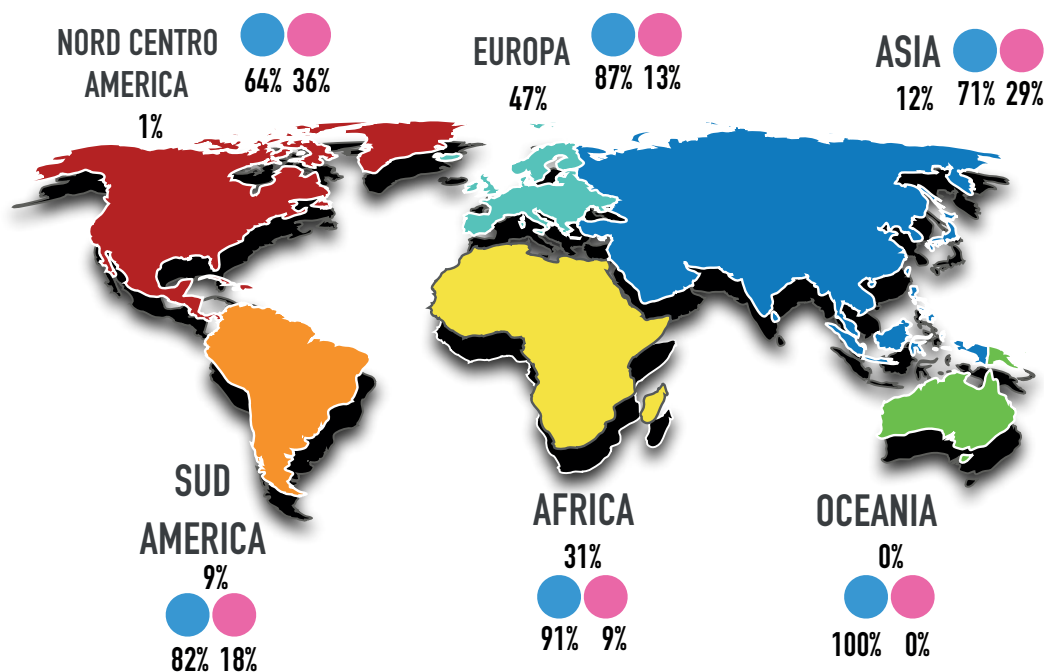 NORD CENTRO
AMERICA
1%
64% 36%
EUROPA
47%
87% 13%
ASIA
12%
71% 29%
SUD
AMERICA
9%
82% 18%
AFRICA
31%
91% 9%
OCEANIA
0%
100% 0%